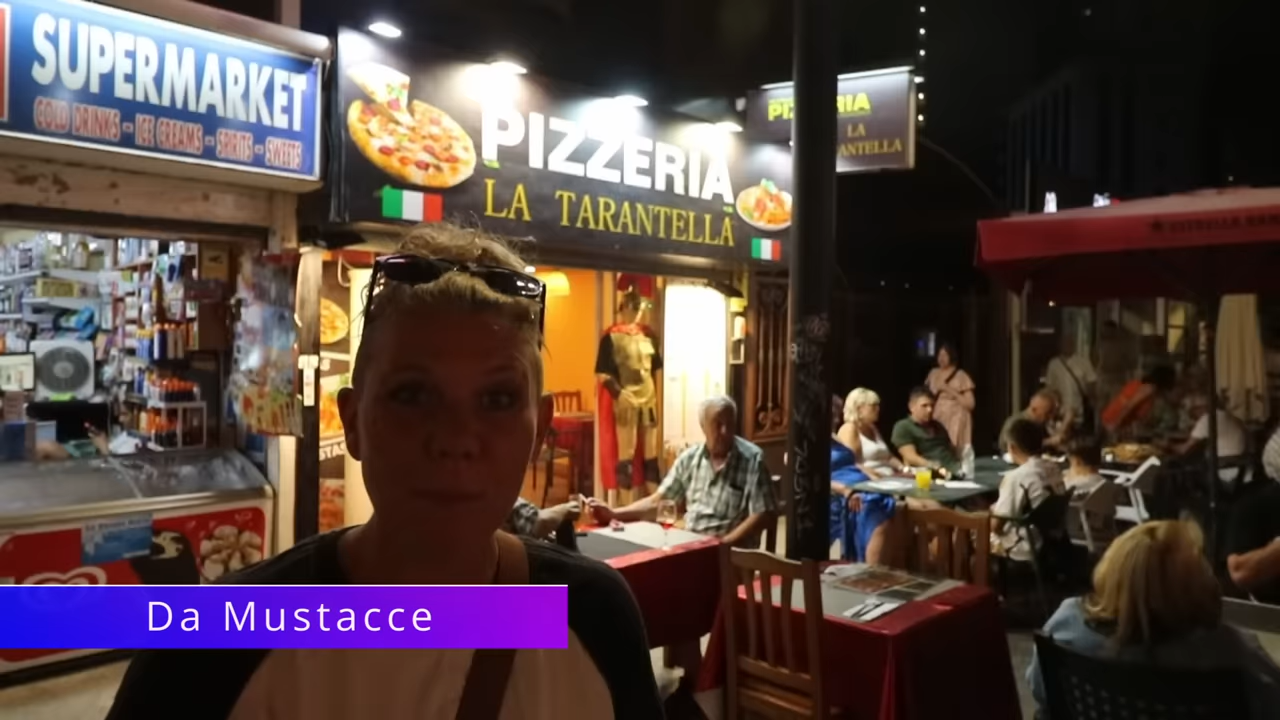 SUPERMARKET
COLD DRINKS - ICE CREAMS - SPIRITS - SWEETS
PIZZERIA
LA TARANTELLA
PIZZERIA
LA
TARANTELLA
Da Mustacce